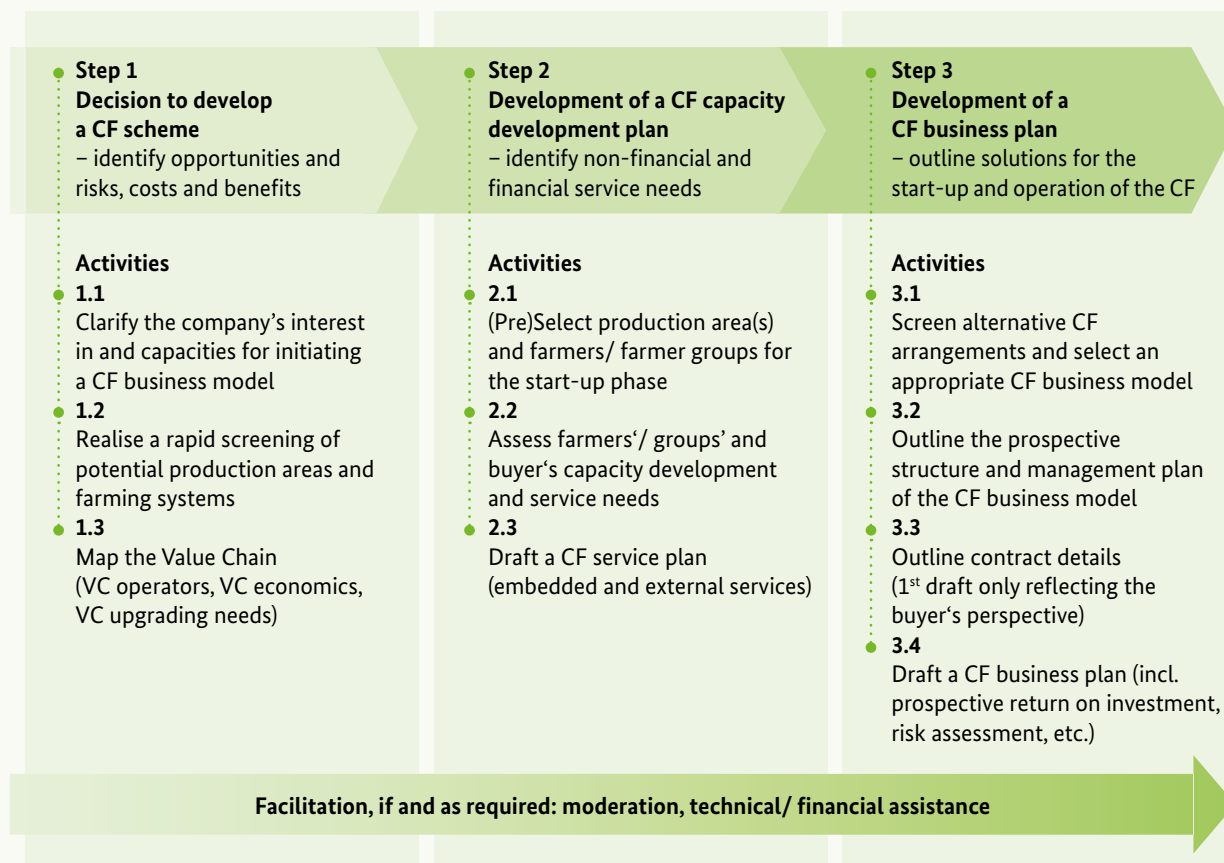 Step 1
Decision to develop
a CF scheme
– identify opportunities and
risks, costs and benefits
Activities
1.1
Clarify the company’s interest
in and capacities for initiating
a CF business model
1.2
Realise a rapid screening of
potential production areas and
farming systems
1.3
Map the Value Chain
(VC operators, VC economics,
VC upgrading needs)
Step 2
Development of a CF capacity
development plan
– identify non-financial and
financial service needs
Activities
2.1
(Pre)Select production area(s)
and farmers/ farmer groups for
the start-up phase
2.2
Assess farmers‘/ groups’ and
buyer‘s capacity development
and service needs
2.3
Draft a CF service plan
(embedded and external services)
Step 3
Development of a
CF business plan
– outline solutions for the
start-up and operation of the CF
Activities
3.1
Screen alternative CF
arrangements and select an
appropriate CF business model
3.2
Outline the prospective
structure and management plan
of the CF business model
3.3
Outline contract details
(1st draft only reflecting the
buyer‘s perspective)
3.4
Draft a CF business plan (incl.
prospective return on investment,
risk assessment, etc.)
Facilitation, if and as required: moderation, technical/ financial assistance